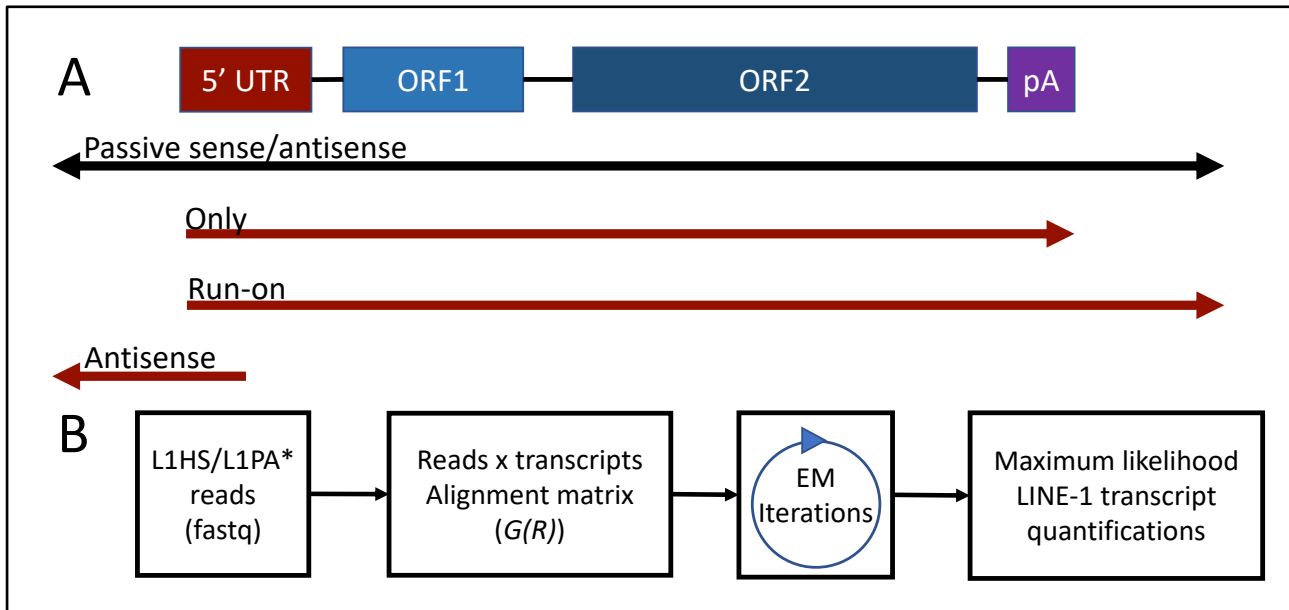 A
5’ UTR
ORF1
ORF2
pA
Passive sense/antisense
Only
Run-on
Antisense
B
L1HS/L1PA*
reads
(fastq)
Reads x transcripts
Alignment matrix
(G(R))
EM
Iterations
Maximum likelihood
LINE-1 transcript
quantifications